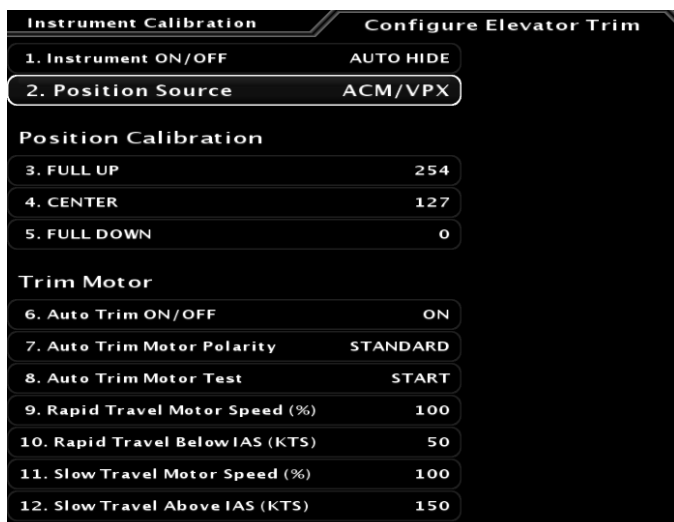 Instrument Calibration Configure Elevator Trim
1. Instrument ON/OFF AUTO HIDE
2. Position Source ACM/VPX
Position Calibration
3. FULL UP 254
4. CENTER 127
5. FULL DOWN 0
Trim Motor
6. Auto Trim ON/OFF ON
7. Auto Trim Motor Polarity STANDARD
8. Auto Trim Motor Test START
9. Rapid Travel Motor Speed (%) 100
10. Rapid Travel Below IAS (KTS) 50
11. Slow Travel Motor Speed (%) 100
12. Slow Travel Above IAS (KTS) 150